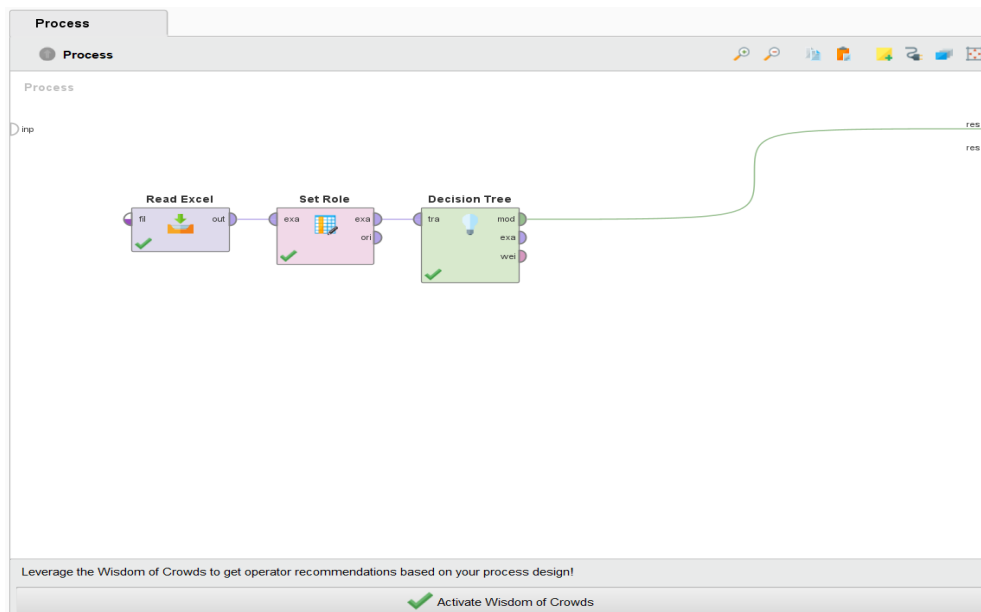 Process
Process
Process
inp
res
res
Read Excel
Set Role
Decision Tree
fil out
exa exa
ori
tra mod
exa
wei
Leverage the Wisdom of Crowds to get operator recommendations based on your process design!
Activate Wisdom of Crowds